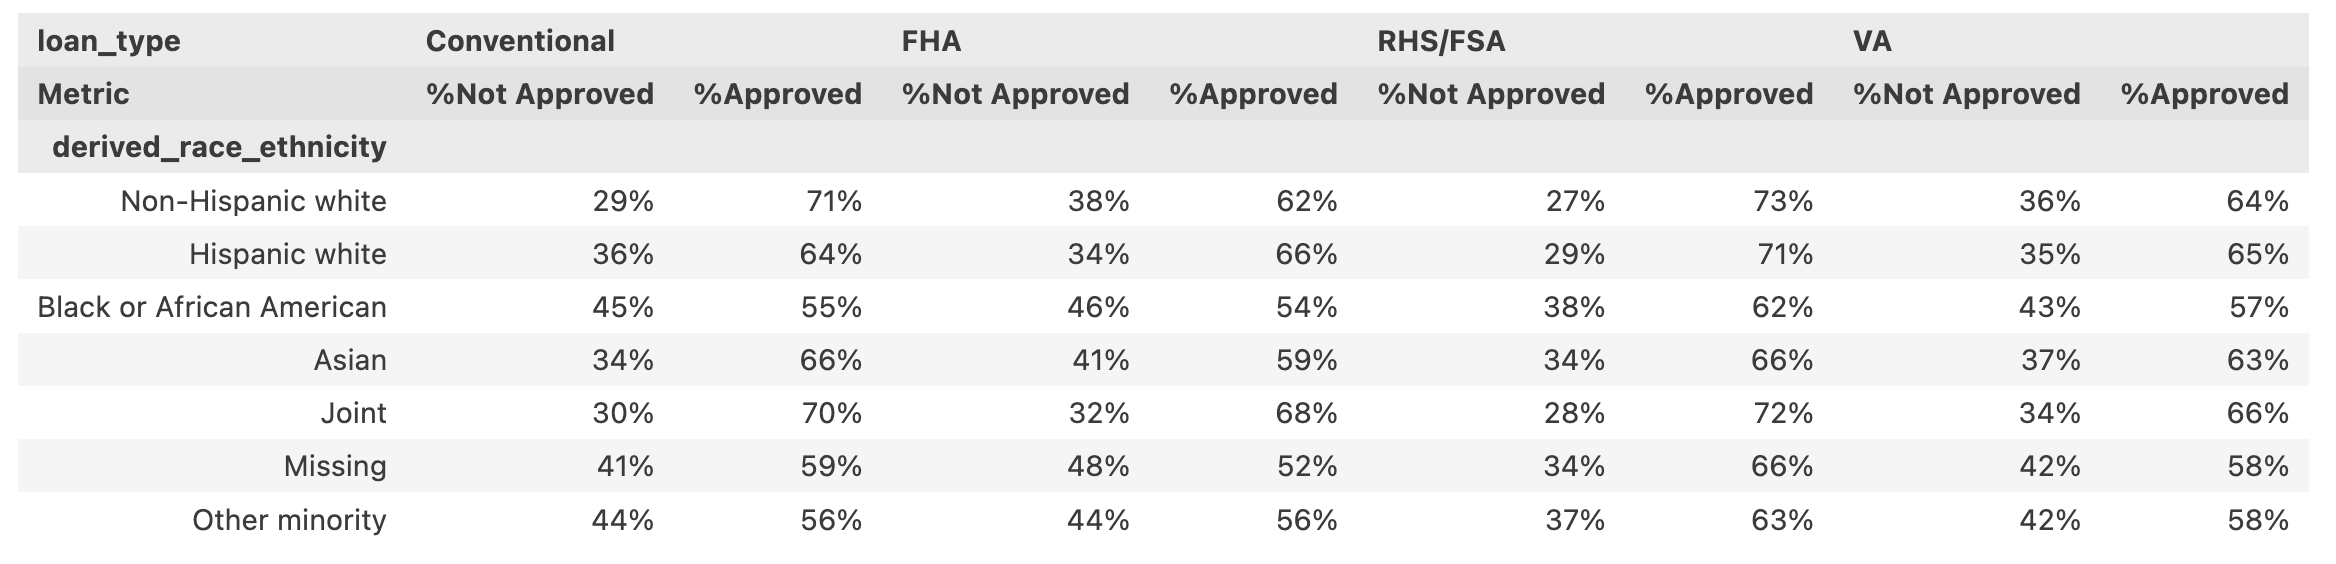 loan_type Conventional FHA RHS/FSA VA
Metric %Not Approved %Approved %Not Approved %Approved %Not Approved %Approved %Not Approved %Approved
derived_race_ethnicity
Non-Hispanic white 29% 71% 38% 62% 27% 73% 36% 64%
Hispanic white 36% 64% 34% 66% 29% 71% 35% 65%
Black or African American 45% 55% 46% 54% 38% 62% 43% 57%
Asian 34% 66% 41% 59% 34% 66% 37% 63%
Joint 30% 70% 32% 68% 28% 72% 34% 66%
Missing 41% 59% 48% 52% 34% 66% 42% 58%
Other minority 44% 56% 44% 56% 37% 63% 42% 58%